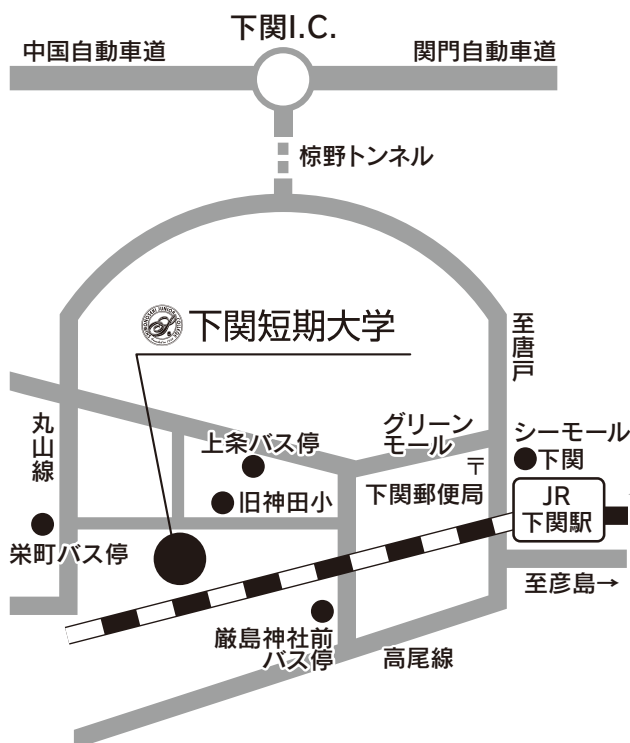 下関I.C.
中国自動車道
関門自動車道
椋野トンネル
下関短期大学
至唐戸
丸山線
上条バス停
グリーン
モール
シーモール
下関
〒
下関郵便局
旧神田小
JR
下関駅
栄町バス停
至彦島→
厳島神社前
バス停
高尾線